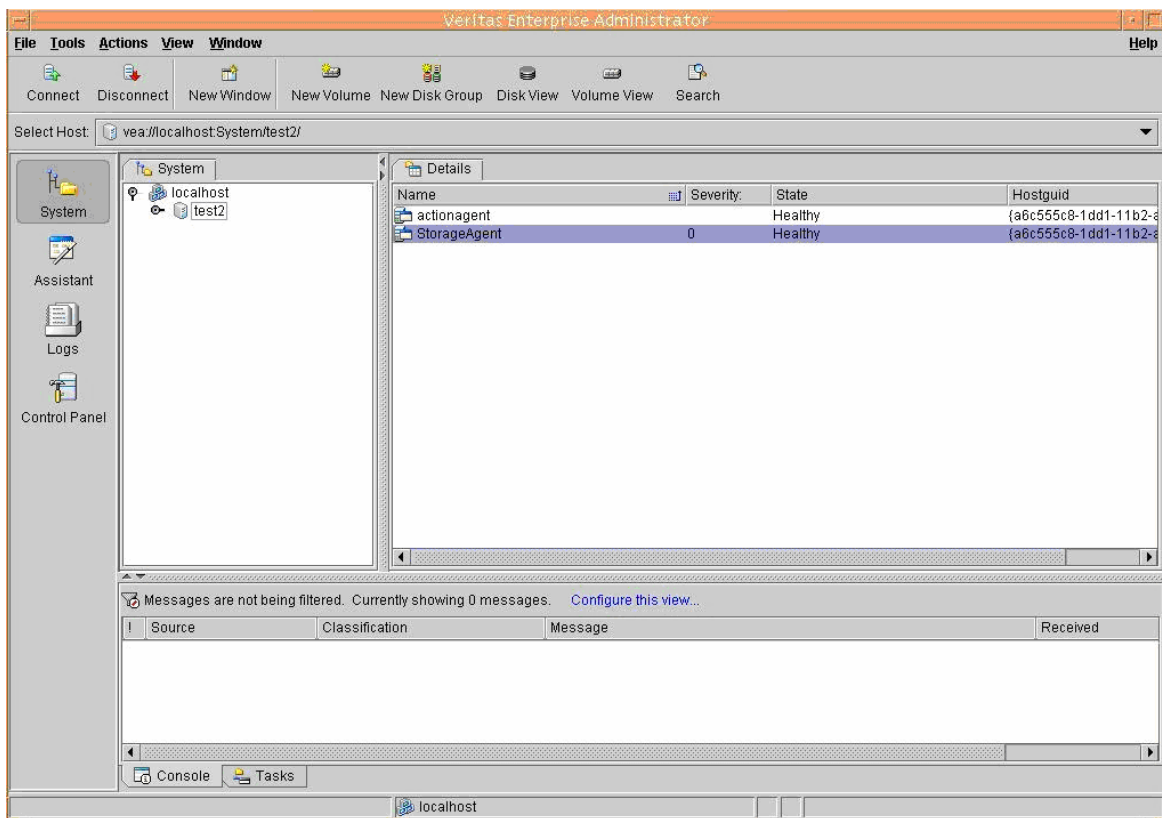 Veritas Enterprise Administrator
File Tools Actions View Window Help
Connect Disconnect New Window New Volume New Disk Group Disk View Volume View Search
Select Host: vea://localhost:System/test2/
System
Assistant
Logs
Control Panel
System
localhost
test2
Details
Name Severity: State Hostguid
actionagent Healthy {a6c555c8-1dd1-11b2-a
StorageAgent 0 Healthy {a6c555c8-1dd1-11b2-a
Messages are not being filtered. Currently showing 0 messages. Configure this view...
! Source Classification Message Received
Console Tasks
localhost